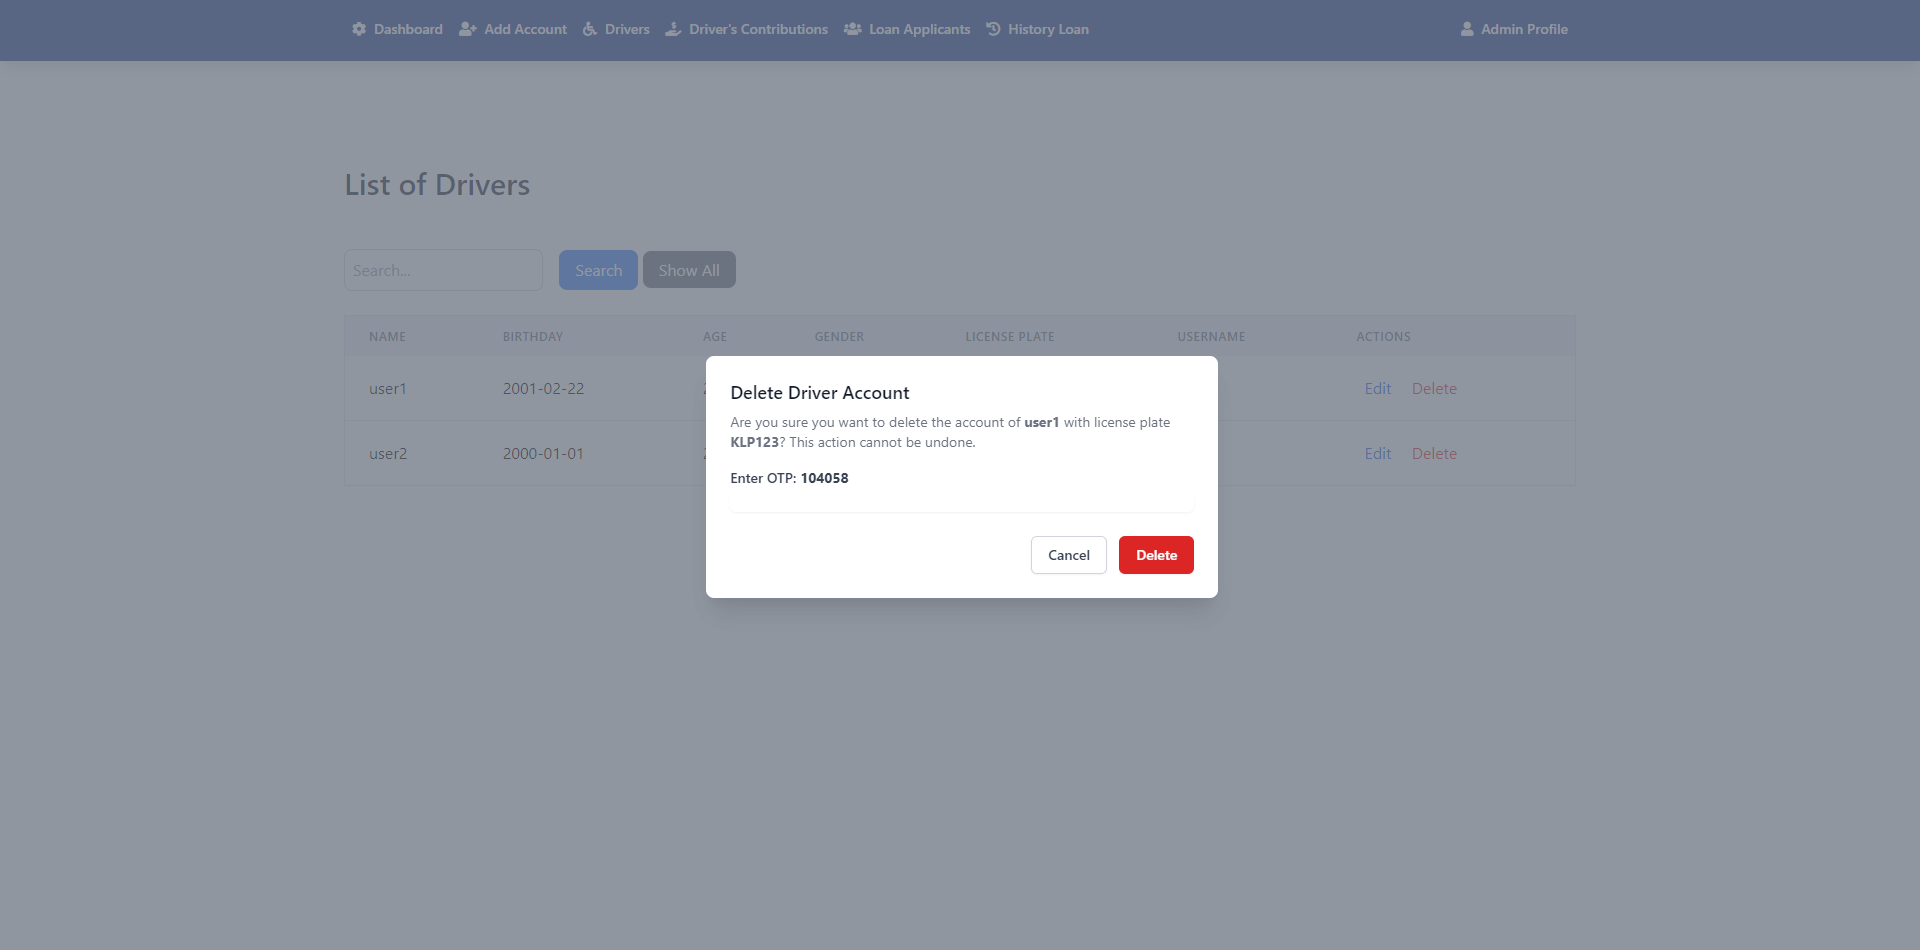 Dashboard Add Account Drivers Driver's Contributions Loan Applicants History Loan Admin Profile
List of Drivers
Search... Search Show All
NAME BIRTHDAY AGE GENDER LICENSE PLATE USERNAME ACTIONS
user1 2001-02-22 Edit Delete
user2 2000-01-01 Edit Delete
Delete Driver Account
Are you sure you want to delete the account of user1 with license plate
KLP123? This action cannot be undone.
Enter OTP: 104058
Cancel Delete